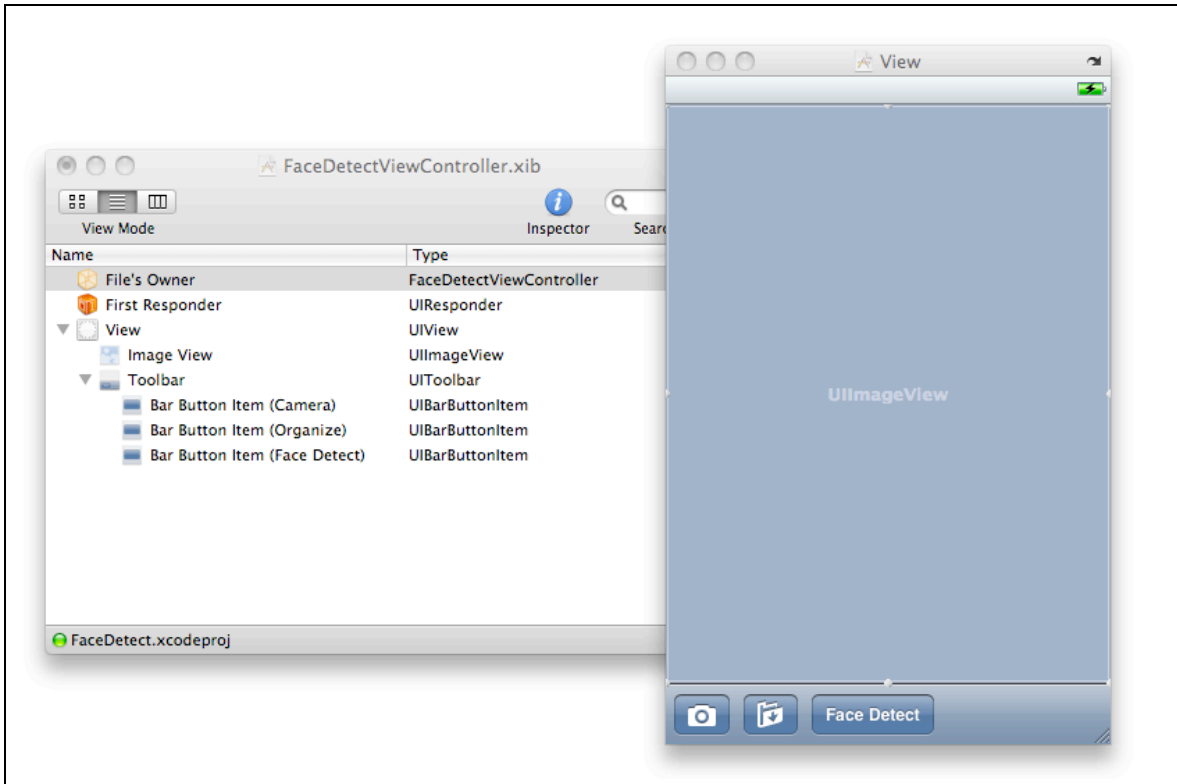 View
FaceDetectViewController.xib
View Mode
Inspector
Sear
Name Type
File's Owner FaceDetectViewController
First Responder UIResponder
View UIView
Image View UIImageView
Toolbar UIToolbar
Bar Button Item (Camera) UIBarButtonItem
Bar Button Item (Organize) UIBarButtonItem
Bar Button Item (Face Detect) UIBarButtonItem
FaceDetect.xcodeproj
UIImageView
Face Detect